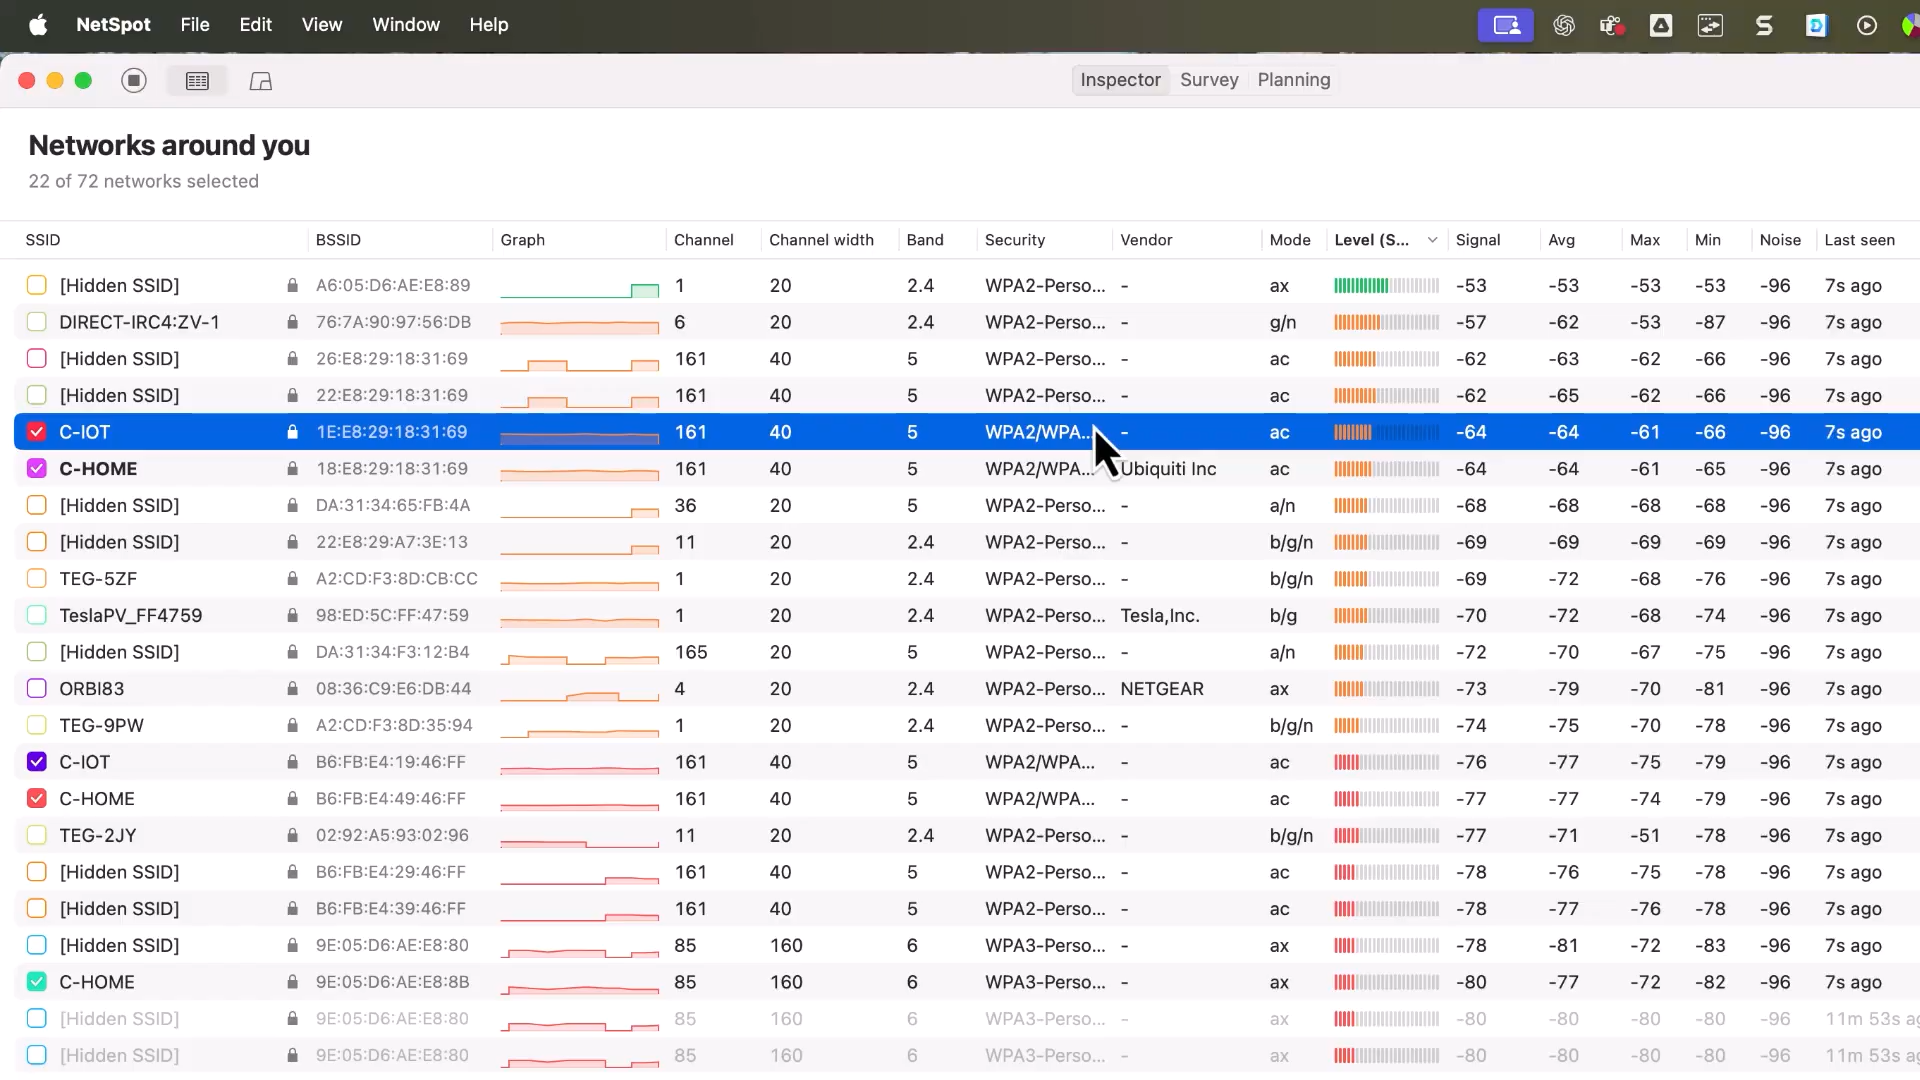 NetSpot File Edit View Window Help
Inspector Survey Planning
Networks around you
22 of 72 networks selected
SSID BSSID Graph Channel Channel width Band Security Vendor Mode Level (S... Signal Avg Max Min Noise Last seen
[Hidden SSID] A6:05:D6:AE:E8:89 1 20 2.4 WPA2-Perso... - ax -53 -53 -53 -53 -96 7s ago
DIRECT-IRC4:ZV-1 76:7A:90:97:56:DB 6 20 2.4 WPA2-Perso... - g/n -57 -62 -53 -87 -96 7s ago
[Hidden SSID] 26:E8:29:18:31:69 161 40 5 WPA2-Perso... - ac -62 -63 -62 -66 -96 7s ago
[Hidden SSID] 22:E8:29:18:31:69 161 40 5 WPA2-Perso... - ac -62 -65 -62 -66 -96 7s ago
C-IOT 1E:E8:29:18:31:69 161 40 5 WPA2/WPA... - ac -64 -64 -61 -66 -96 7s ago
C-HOME 18:E8:29:18:31:69 161 40 5 WPA2/WPA... Ubiquiti Inc ac -64 -64 -61 -65 -96 7s ago
[Hidden SSID] DA:31:34:65:FB:4A 36 20 5 WPA2-Perso... - a/n -68 -68 -68 -68 -96 7s ago
[Hidden SSID] 22:E8:29:A7:3E:13 11 20 2.4 WPA2-Perso... - b/g/n -69 -69 -69 -69 -96 7s ago
TEG-5ZF A2:CD:F3:8D:CB:CC 1 20 2.4 WPA2-Perso... - b/g/n -69 -72 -68 -76 -96 7s ago
TeslaPV_FF4759 98:ED:5C:FF:47:59 1 20 2.4 WPA2-Perso... Tesla,Inc. b/g -70 -72 -68 -74 -96 7s ago
[Hidden SSID] DA:31:34:F3:12:B4 165 20 5 WPA2-Perso... - a/n -72 -70 -67 -75 -96 7s ago
ORBI83 08:36:C9:E6:DB:44 4 20 2.4 WPA2-Perso... NETGEAR ax -73 -79 -70 -81 -96 7s ago
TEG-9PW A2:CD:F3:8D:35:94 1 20 2.4 WPA2-Perso... - b/g/n -74 -75 -70 -78 -96 7s ago
C-IOT B6:FB:E4:19:46:FF 161 40 5 WPA2/WPA... - ac -76 -77 -75 -79 -96 7s ago
C-HOME B6:FB:E4:49:46:FF 161 40 5 WPA2/WPA... - ac -77 -77 -74 -79 -96 7s ago
TEG-2JY 02:92:A5:93:02:96 11 20 2.4 WPA2-Perso... - b/g/n -77 -71 -51 -78 -96 7s ago
[Hidden SSID] B6:FB:E4:29:46:FF 161 40 5 WPA2-Perso... - ac -78 -76 -75 -78 -96 7s ago
[Hidden SSID] B6:FB:E4:39:46:FF 161 40 5 WPA2-Perso... - ac -78 -77 -76 -78 -96 7s ago
[Hidden SSID] 9E:05:D6:AE:E8:80 85 160 6 WPA3-Perso... - ax -78 -81 -72 -83 -96 7s ago
C-HOME 9E:05:D6:AE:E8:8B 85 160 6 WPA3-Perso... - ax -80 -77 -72 -82 -96 7s ago
[Hidden SSID] 9E:05:D6:AE:E8:80 85 160 6 WPA3-Perso... - ax -80 -80 -80 -80 -96 11m 53s ag
[Hidden SSID] 9E:05:D6:AE:E8:80 85 160 6 WPA3-Perso... - ax -80 -80 -80 -80 -96 11m 53s ag